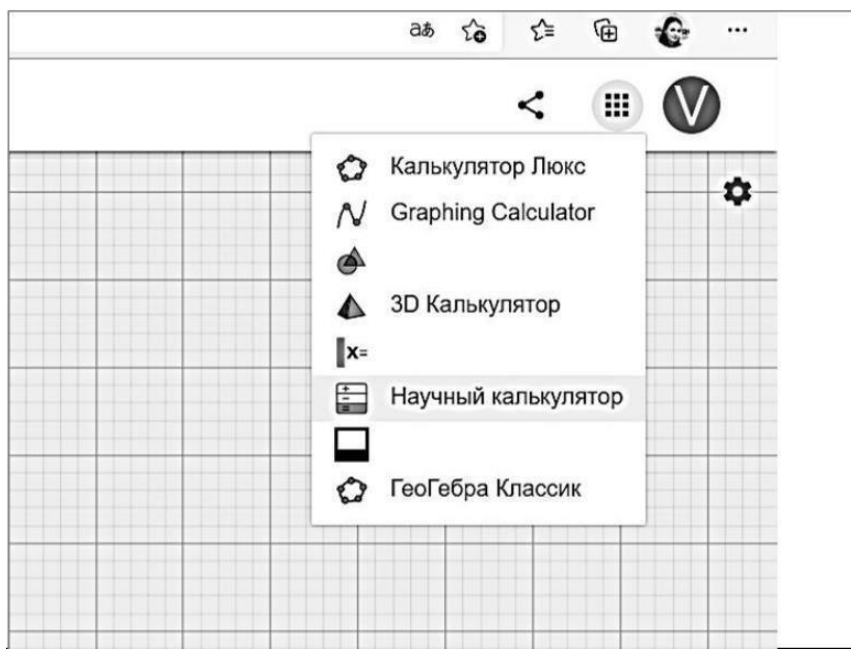 aあ
V
Калькулятор Люкс
Graphing Calculator
3D Калькулятор
x=
Научный калькулятор
ГеоГебра Классик